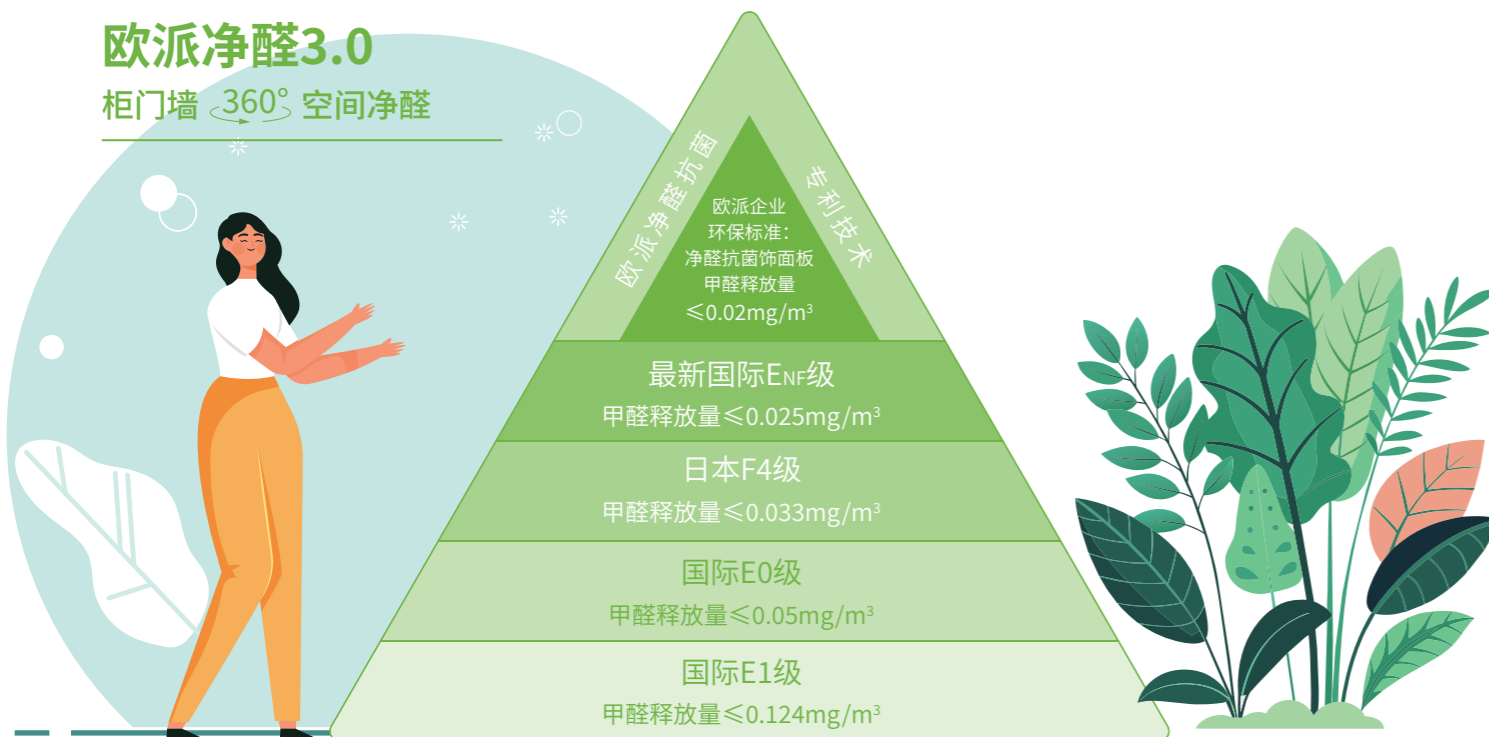 欧派净醛3.0
柜门墙 360° 空间净醛
欧派净醛抗菌
专利技术
欧派企业
环保标准：
净醛抗菌饰面板
甲醛释放量
≤0.02mg/m³
最新国际ENF级
甲醛释放量≤0.025mg/m³
日本F4级
甲醛释放量≤0.033mg/m³
国际E0级
甲醛释放量≤0.05mg/m³
国际E1级
甲醛释放量≤0.124mg/m³